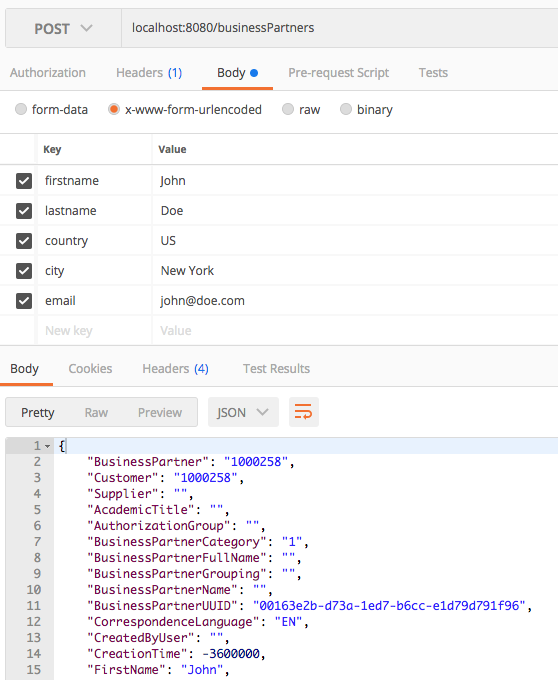 POST localhost:8080/businessPartners
Authorization Headers (1) Body Pre-request Script Tests
form-data x-www-form-urlencoded raw binary
Key Value
firstname John
lastname Doe
country US
city New York
email john@doe.com
New key Value
Body Cookies Headers (4) Test Results
Pretty Raw Preview JSON
1 {
2 "BusinessPartner": "1000258",
3 "Customer": "1000258",
4 "Supplier": "",
5 "AcademicTitle": "",
6 "AuthorizationGroup": "",
7 "BusinessPartnerCategory": "1",
8 "BusinessPartnerFullName": "",
9 "BusinessPartnerGrouping": "",
10 "BusinessPartnerName": "",
11 "BusinessPartnerUUID": "00163e2b-d73a-1ed7-b6cc-e1d79d791f96",
12 "CorrespondenceLanguage": "EN",
13 "CreatedByUser": "",
14 "CreationTime": -3600000,
15 "FirstName": "John",